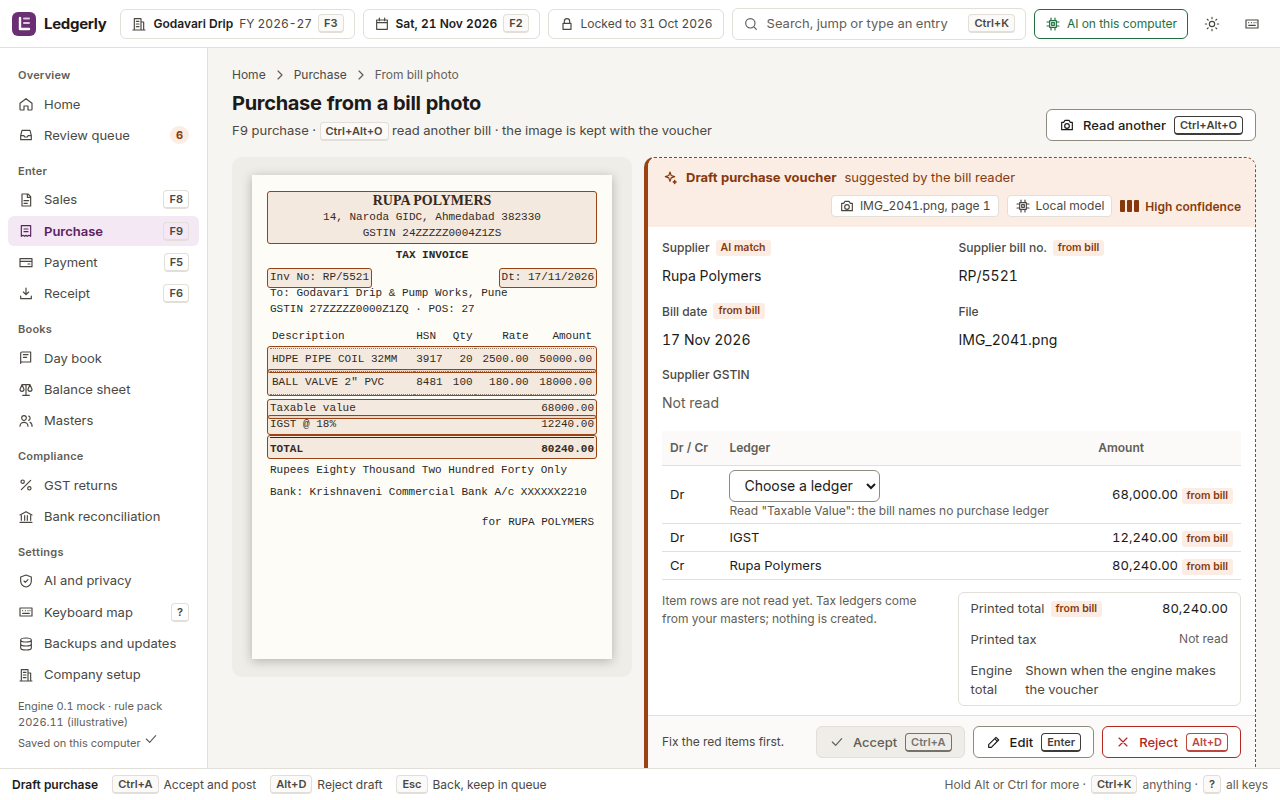 Ledgerly
Godavari Drip FY 2026-27 F3
Sat, 21 Nov 2026 F2
Locked to 31 Oct 2026
Search, jump or type an entry Ctrl+K
AI on this computer
Overview
Home
Review queue 6
Enter
Sales F8
Purchase F9
Payment F5
Receipt F6
Books
Day book
Balance sheet
Masters
Compliance
GST returns
Bank reconciliation
Settings
AI and privacy
Keyboard map ?
Backups and updates
Company setup
Engine 0.1 mock · rule pack
2026.11 (illustrative)
Saved on this computer
Home > Purchase > From bill photo
Purchase from a bill photo
F9 purchase · Ctrl+Alt+O read another bill · the image is kept with the voucher
Read another Ctrl+Alt+O
RUPA POLYMERS
14, Naroda GIDC, Ahmedabad 382330
GSTIN 24ZZZZZ0004Z1ZS
TAX INVOICE
Inv No: RP/5521 Dt: 17/11/2026
To: Godavari Drip & Pump Works, Pune
GSTIN 27ZZZZZ0000Z1ZQ · POS: 27
Description HSN Qty Rate Amount
HDPE PIPE COIL 32MM 3917 20 2500.00 50000.00
BALL VALVE 2" PVC 8481 100 180.00 18000.00
Taxable value 68000.00
IGST @ 18% 12240.00
TOTAL 80240.00
Rupees Eighty Thousand Two Hundred Forty Only
Bank: Krishnaveni Commercial Bank A/c XXXXXX2210
for RUPA POLYMERS
Draft purchase voucher suggested by the bill reader
IMG_2041.png, page 1 Local model High confidence
Supplier AI match Supplier bill no. from bill
Rupa Polymers RP/5521
Bill date from bill File
17 Nov 2026 IMG_2041.png
Supplier GSTIN
Not read
Dr / Cr Ledger Amount
Dr Choose a ledger 68,000.00 from bill
Read "Taxable Value": the bill names no purchase ledger
Dr IGST 12,240.00 from bill
Cr Rupa Polymers 80,240.00 from bill
Item rows are not read yet. Tax ledgers come
from your masters; nothing is created.
Printed total from bill 80,240.00
Printed tax Not read
Engine total Shown when the engine makes the voucher
Fix the red items first.
Accept Ctrl+A
Edit Enter
Reject Alt+D
Draft purchase Ctrl+A Accept and post Alt+D Reject draft Esc Back, keep in queue
Hold Alt or Ctrl for more · Ctrl+K anything · ? all keys